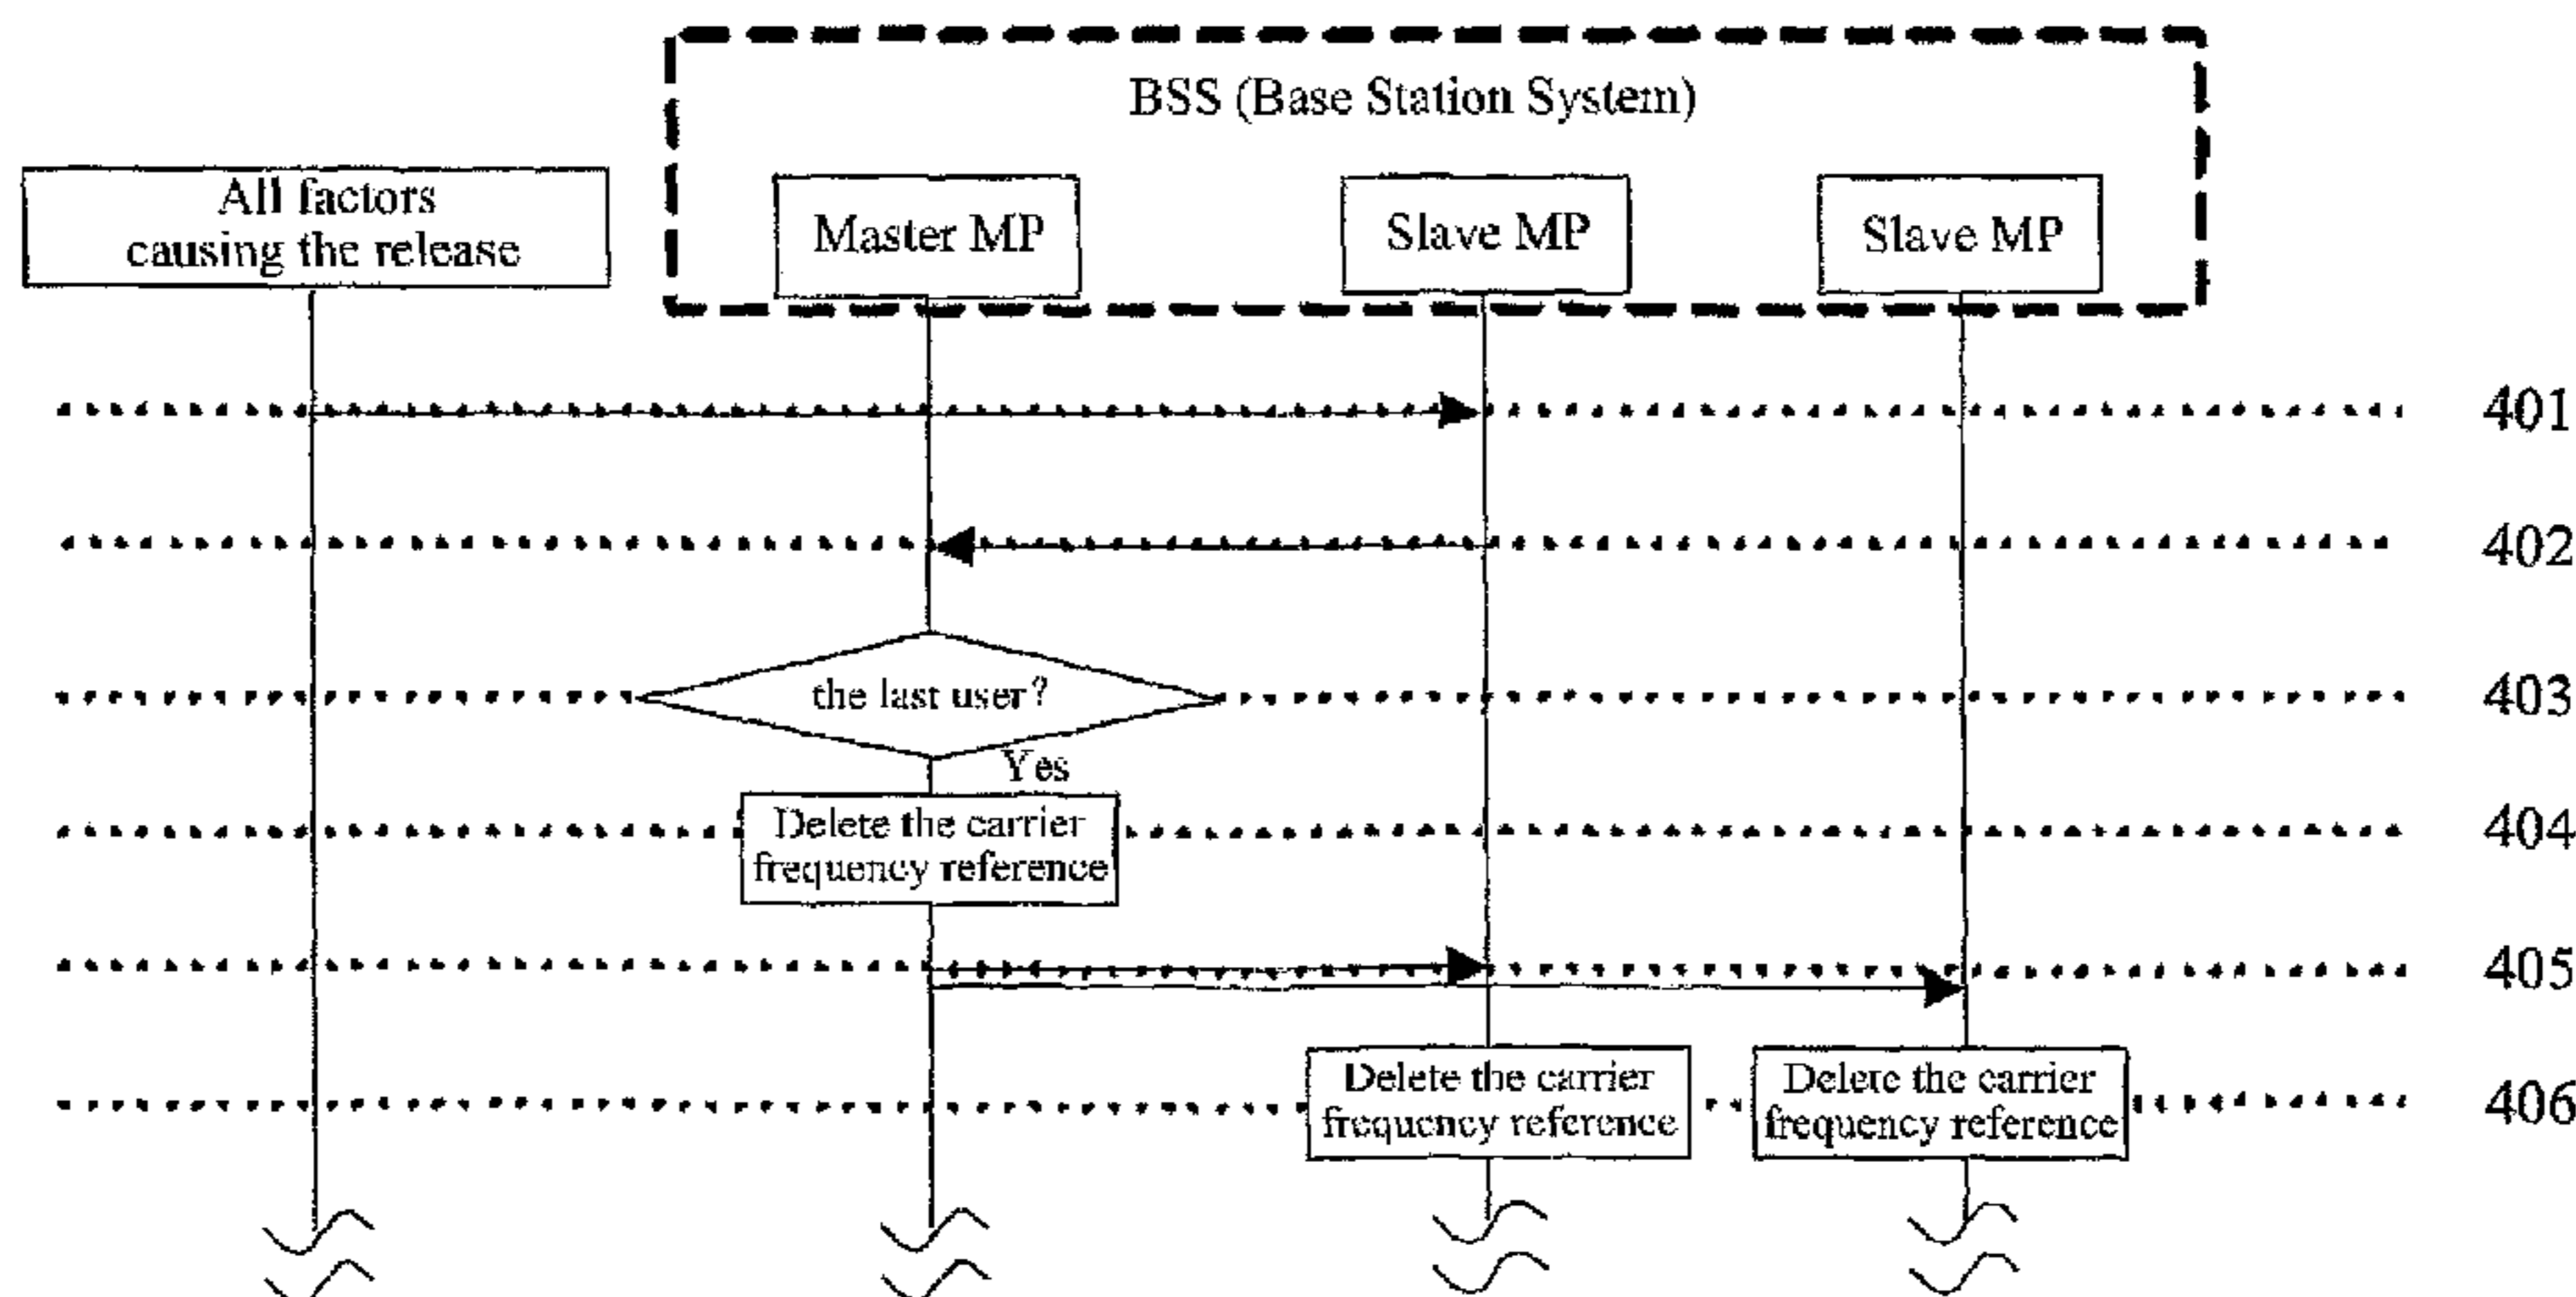 BSS (Base Station System)
All factors
causing the release
Master MP
Slave MP
Slave MP
401
402
the last user?
403
Yes
Delete the carrier
frequency reference
404
405
Delete the carrier
frequency reference
Delete the carrier
frequency reference
406